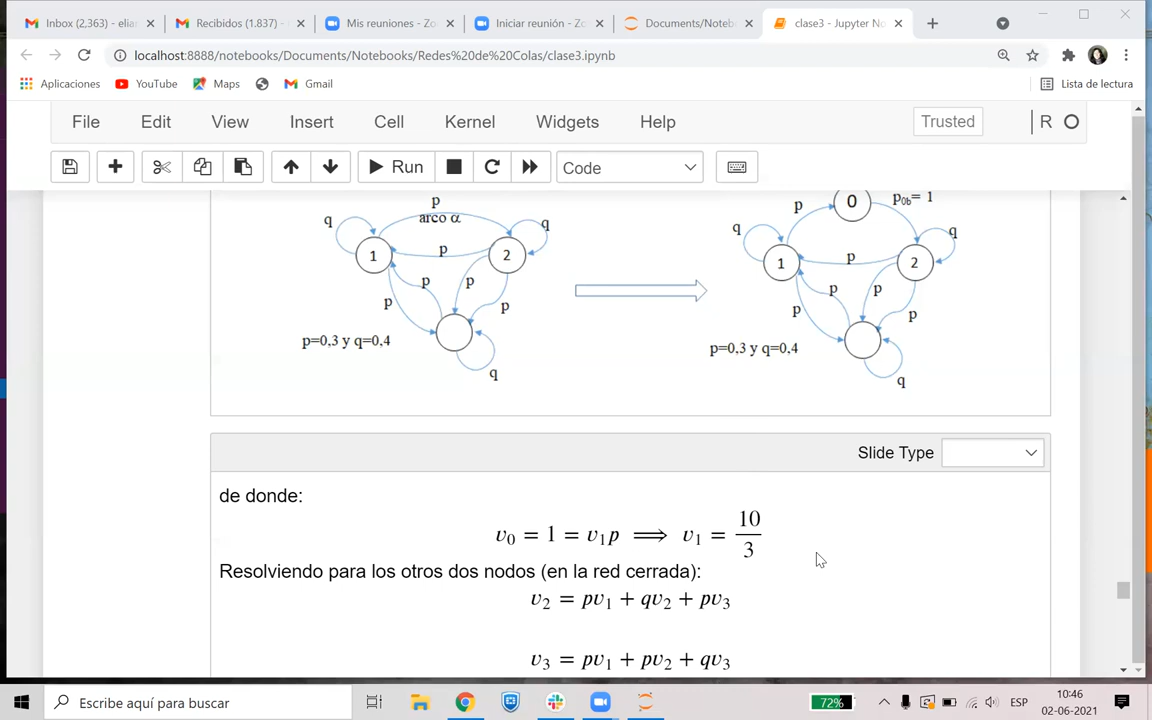 Inbox (2,363) - elia
Recibidos (1.837) -
Mis reuniones - Zo
Iniciar reunión - Zo
Documents/Noteb
clase3 - Jupyter No
localhost:8888/notebooks/Documents/Notebooks/Redes%20de%20Colas/clase3.ipynb
Aplicaciones YouTube Maps Gmail Lista de lectura
File Edit View Insert Cell Kernel Widgets Help Trusted R
Run Code
p
arco α
q
q
1
p
2
p
p
p
p
q
p=0,3 y q=0,4
0
p₀b= 1
p
q
q
1
p
2
p
p
p
p
q
p=0,3 y q=0,4
Slide Type
de donde:
v₀ = 1 = v₁p ⟹ v₁ = 10/3
Resolviendo para los otros dos nodos (en la red cerrada):
v₂ = pv₁ + qv₂ + pv₃
v₃ = pv₁ + pv₂ + qv₃
Escribe aquí para buscar
72%
ESP
10:46
02-06-2021